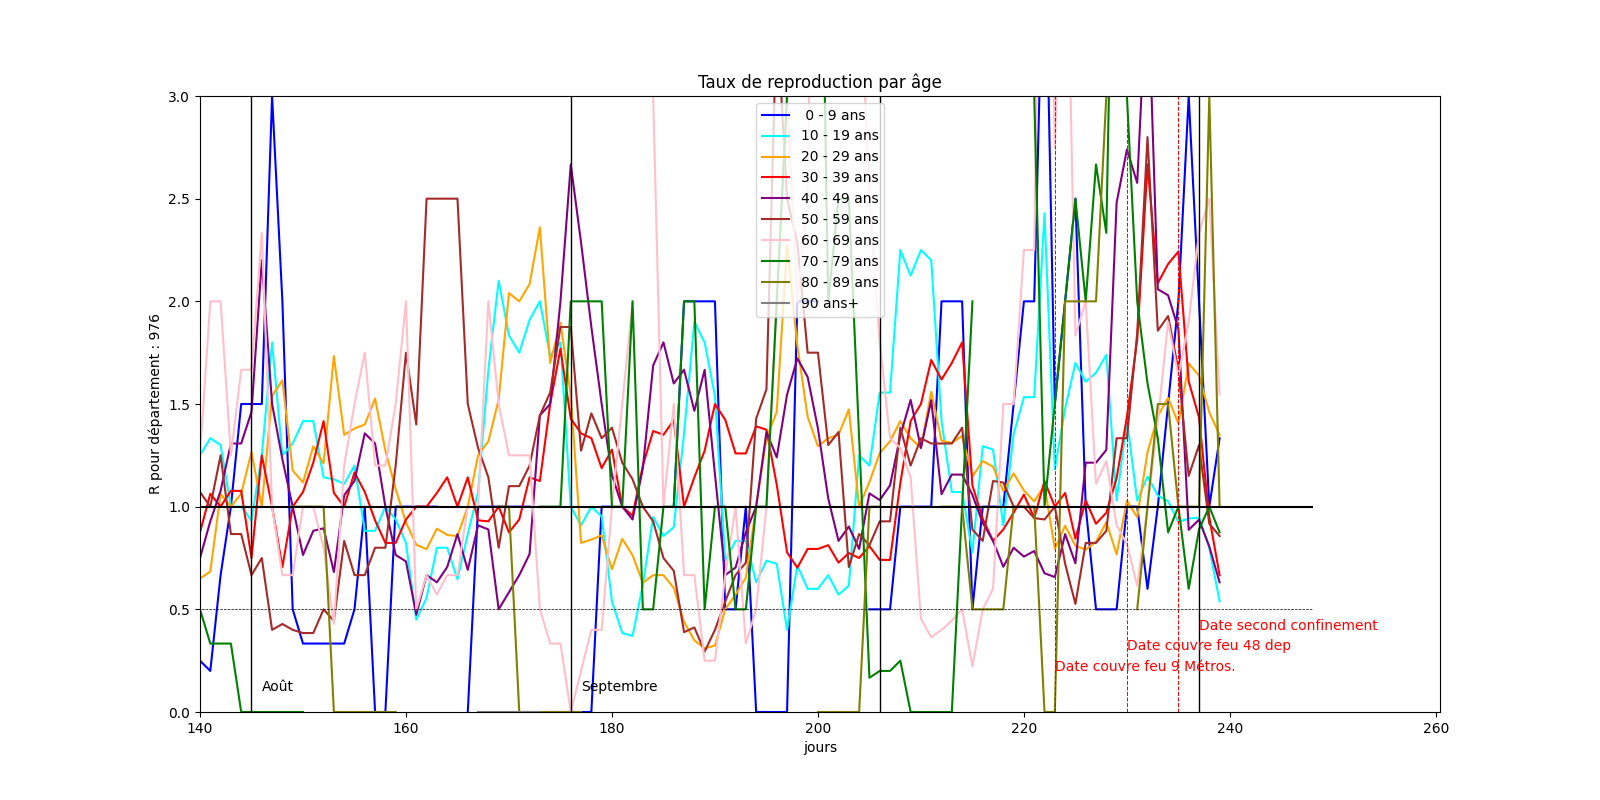 Taux de reproduction par âge
R pour département : 976
3.0
2.5
2.0
1.5
1.0
0.5
0.0
0 - 9 ans
10 - 19 ans
20 - 29 ans
30 - 39 ans
40 - 49 ans
50 - 59 ans
60 - 69 ans
70 - 79 ans
80 - 89 ans
90 ans+
Date second confinement
Date couvre feu 48 dep
Date couvre feu 9 Métros.
Août
Septembre
140 160 180 200 220 240 260
jours